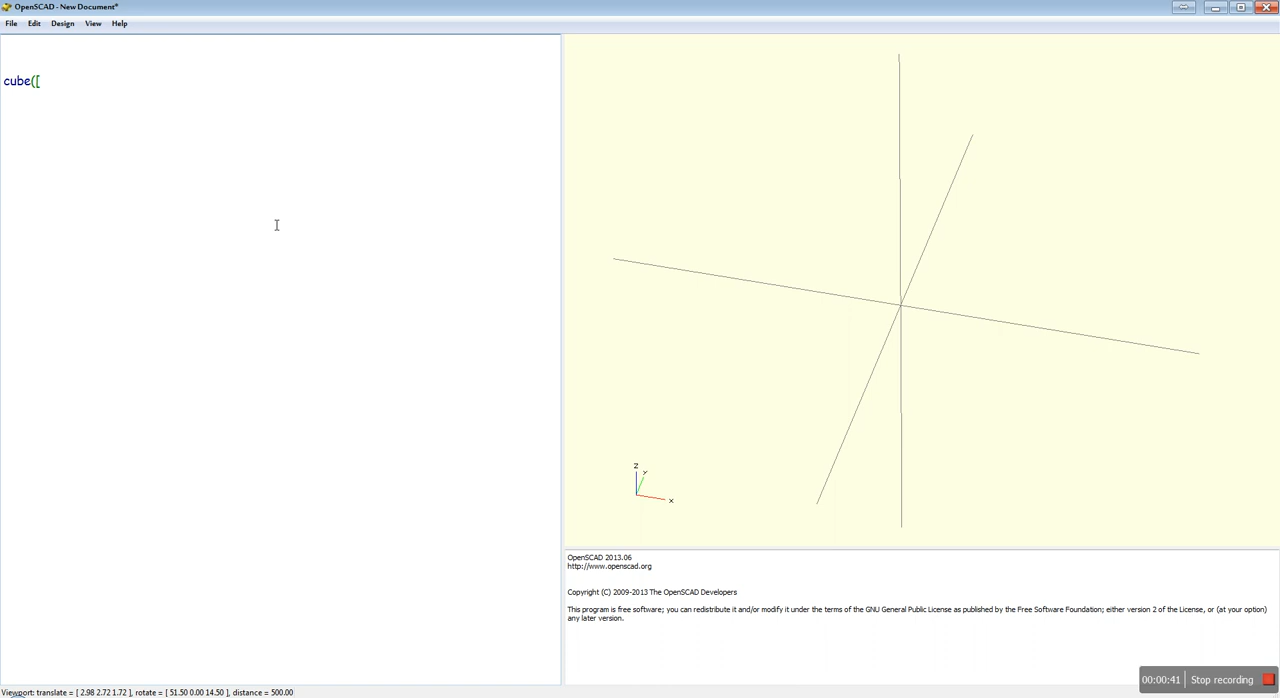 OpenSCAD - New Document*
File Edit Design View Help
cube([
z
y
x
OpenSCAD 2013.06
http://www.openscad.org
Copyright (C) 2009-2013 The OpenSCAD Developers
This program is free software; you can redistribute it and/or modify it under the terms of the GNU General Public License as published by the Free Software Foundation; either version 2 of the License, or (at your option)
any later version.
00:00:41 Stop recording
Viewport: translate = [ 2.98 2.72 1.72 ], rotate = [ 51.50 0.00 14.50 ], distance = 500.00